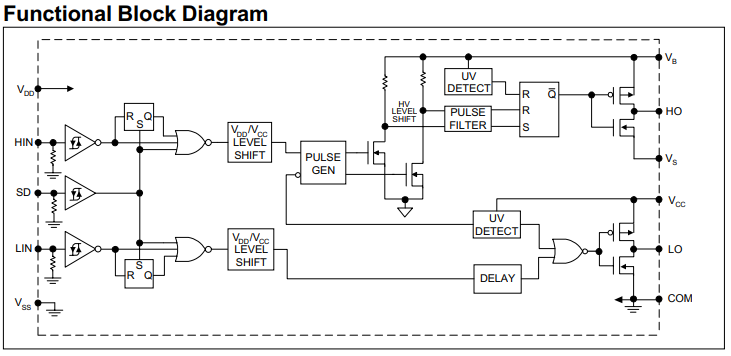 Functional Block Diagram
VDD
HIN
SD
LIN
VSS
R Q
S
S
R Q
VDD/VCC
LEVEL
SHIFT
VDD/VCC
LEVEL
SHIFT
PULSE
GEN
HV
LEVEL
SHIFT
UV
DETECT
PULSE
FILTER
R
R
S
Q̅
UV
DETECT
DELAY
VB
HO
VS
VCC
LO
COM